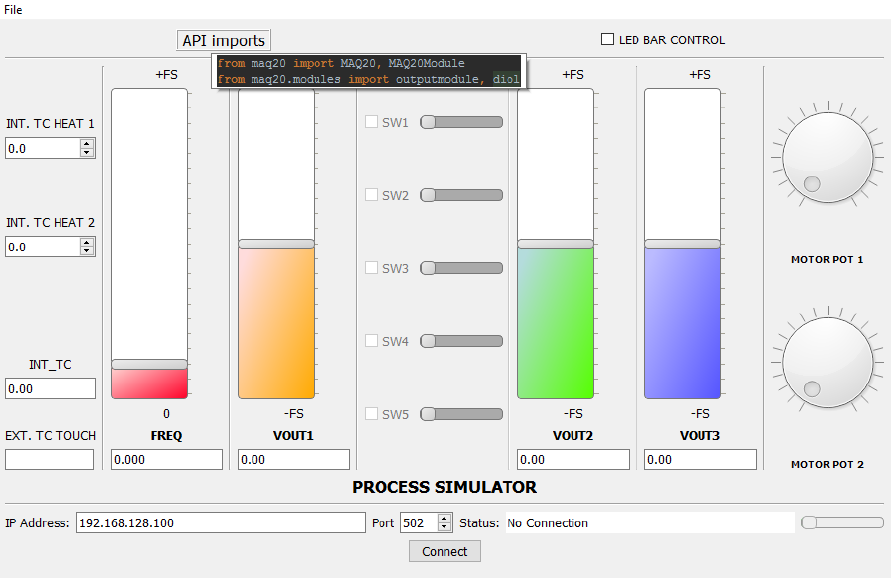 File
API imports
LED BAR CONTROL
from maq20 import MAQ20, MAQ20Module
from maq20.modules import outputmodule, diol
+FS
+FS
+FS
INT. TC HEAT 1
0.0
SW1
SW2
INT. TC HEAT 2
0.0
SW3
MOTOR POT 1
SW4
INT_TC
0.00
SW5
0
-FS
-FS
-FS
EXT. TC TOUCH
FREQ
VOUT1
VOUT2
VOUT3
0.000
0.00
0.00
0.00
MOTOR POT 2
PROCESS SIMULATOR
IP Address: 192.168.128.100 Port 502 Status: No Connection
Connect